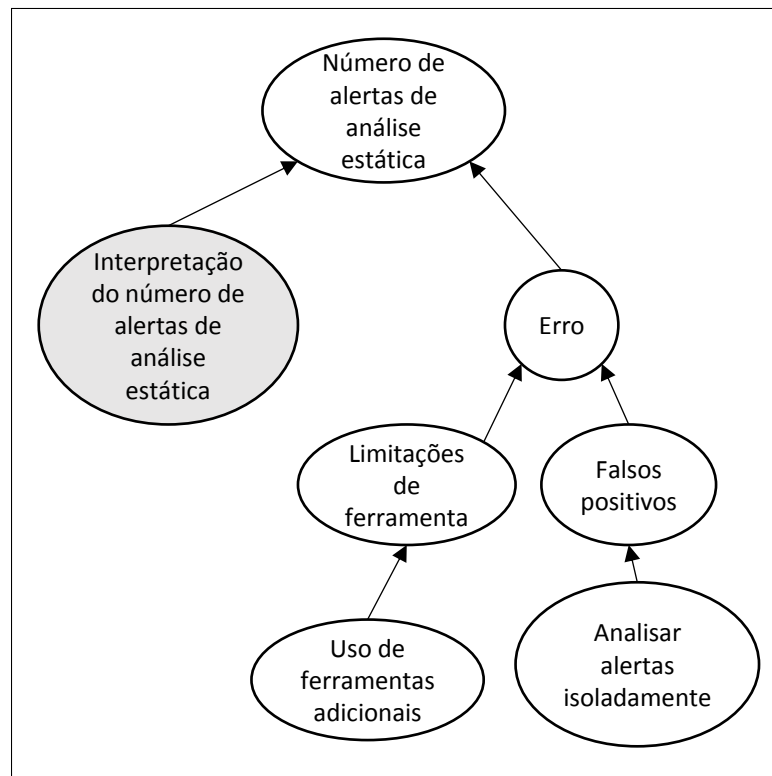 Número de
alertas de
análise
estática
Interpretação
do número de
alertas de
análise
estática
Erro
Limitações
de
ferramenta
Falsos
positivos
Uso de
ferramentas
adicionais
Analisar
alertas
isoladamente